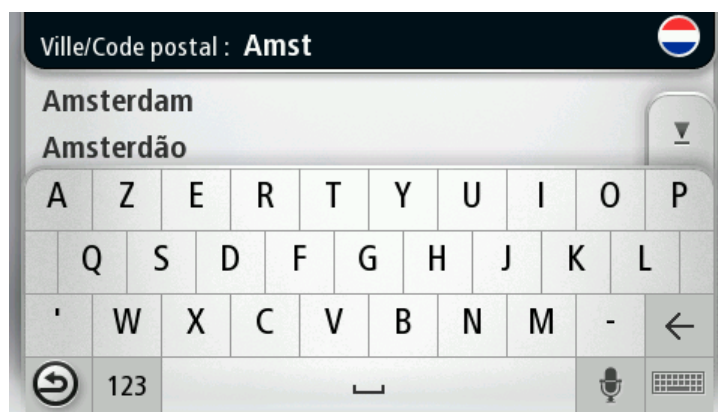 Ville/Code postal : Amst
Amsterdam
Amsterdão
A Z E R T Y U I O P
Q S D F G H J K L
' W X C V B N M -
123